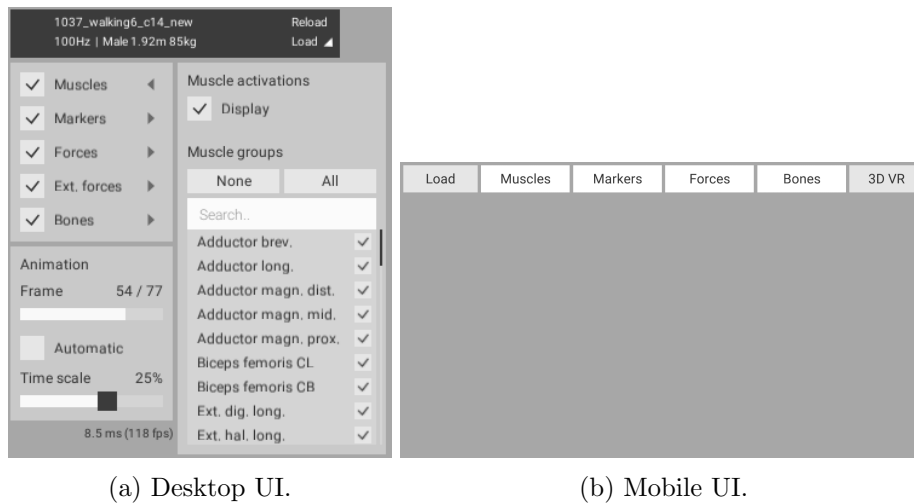 1037_walking6_c14_new Reload
100Hz | Male 1.92m 85kg Load
Muscles
Markers
Forces
Ext. forces
Bones
Animation
Frame 54 / 77
Automatic
Time scale 25%
8.5 ms (118 fps)
Muscle activations
Display
Muscle groups
None All
Search..
Adductor brev.
Adductor long.
Adductor magn. dist.
Adductor magn. mid.
Adductor magn. prox.
Biceps femoris CL
Biceps femoris CB
Ext. dig. long.
Ext. hal. long.
(a) Desktop UI.
Load Muscles Markers Forces Bones 3D VR
(b) Mobile UI.